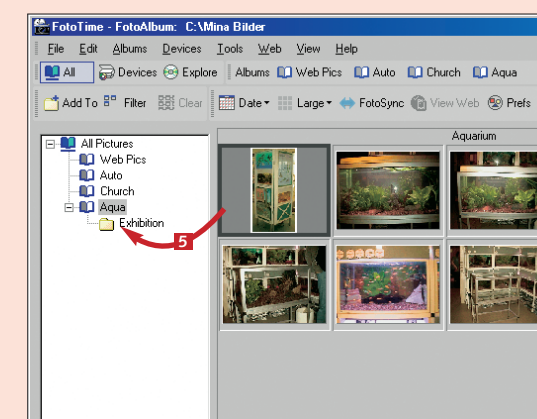 FotoTime - FotoAlbum: C:\Mina Bilder
File Edit Albums Devices Tools Web View Help
All Devices Explore Albums Web Pics Auto Church Aqua
Add To Filter Clear Date Large FotoSync View Web Prefs
All Pictures
Web Pics
Auto
Church
Aqua
Exhibition
5
Aquarium